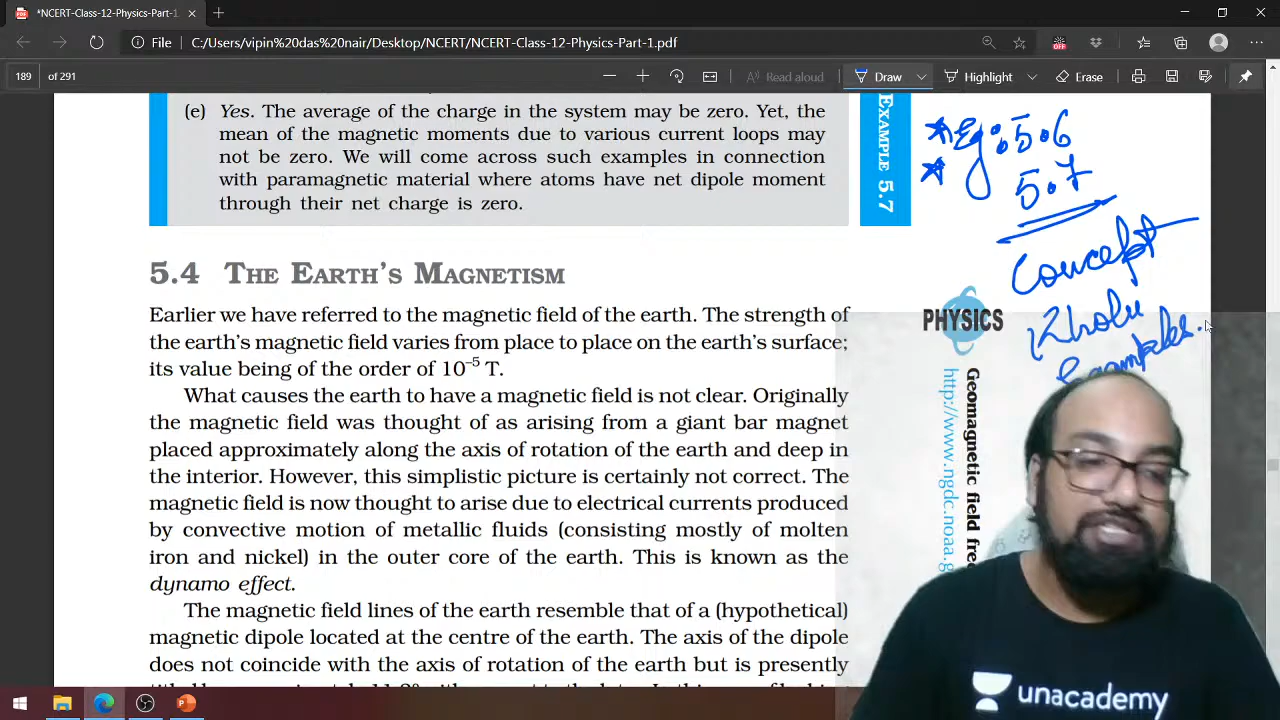 *NCERT-Class-12-Physics-Part-1.
File
C:/Users/vipin%20das%20nair/Desktop/NCERT/NCERT-Class-12-Physics-Part-1.pdf
189 of 291
Read aloud
Draw
Highlight
Erase
(e) Yes. The average of the charge in the system may be zero. Yet, the
mean of the magnetic moments due to various current loops may
not be zero. We will come across such examples in connection
with paramagnetic material where atoms have net dipole moment
through their net charge is zero.
EXAMPLE 5.7
Eg: 5.6
5.7
Concept
examples.
5.4 THE EARTH'S MAGNETISM
Earlier we have referred to the magnetic field of the earth. The strength of
the earth's magnetic field varies from place to place on the earth's surface;
its value being of the order of 10⁻⁵ T.
What causes the earth to have a magnetic field is not clear. Originally
the magnetic field was thought of as arising from a giant bar magnet
placed approximately along the axis of rotation of the earth and deep in
the interior. However, this simplistic picture is certainly not correct. The
magnetic field is now thought to arise due to electrical currents produced
by convective motion of metallic fluids (consisting mostly of molten
iron and nickel) in the outer core of the earth. This is known as the
dynamo effect.
The magnetic field lines of the earth resemble that of a (hypothetical)
magnetic dipole located at the centre of the earth. The axis of the dipole
does not coincide with the axis of rotation of the earth but is presently
PHYSICS
Geomagnetic field fre
http://www.ngdc.noaa.g
unacademy